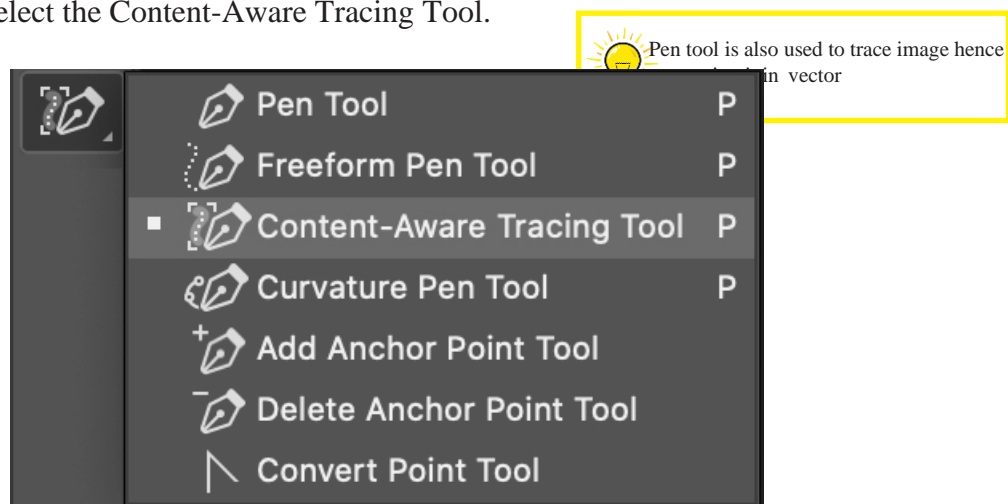 elect the Content-Aware Tracing Tool.
Pen tool is also used to trace image hence
in vector
Pen Tool P
Freeform Pen Tool P
Content-Aware Tracing Tool P
Curvature Pen Tool P
Add Anchor Point Tool
Delete Anchor Point Tool
Convert Point Tool